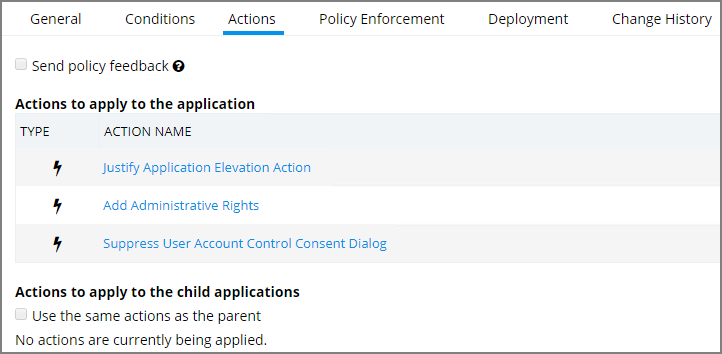 General Conditions Actions Policy Enforcement Deployment Change History
Send policy feedback ?
Actions to apply to the application
TYPE ACTION NAME
Justify Application Elevation Action
Add Administrative Rights
Suppress User Account Control Consent Dialog
Actions to apply to the child applications
Use the same actions as the parent
No actions are currently being applied.